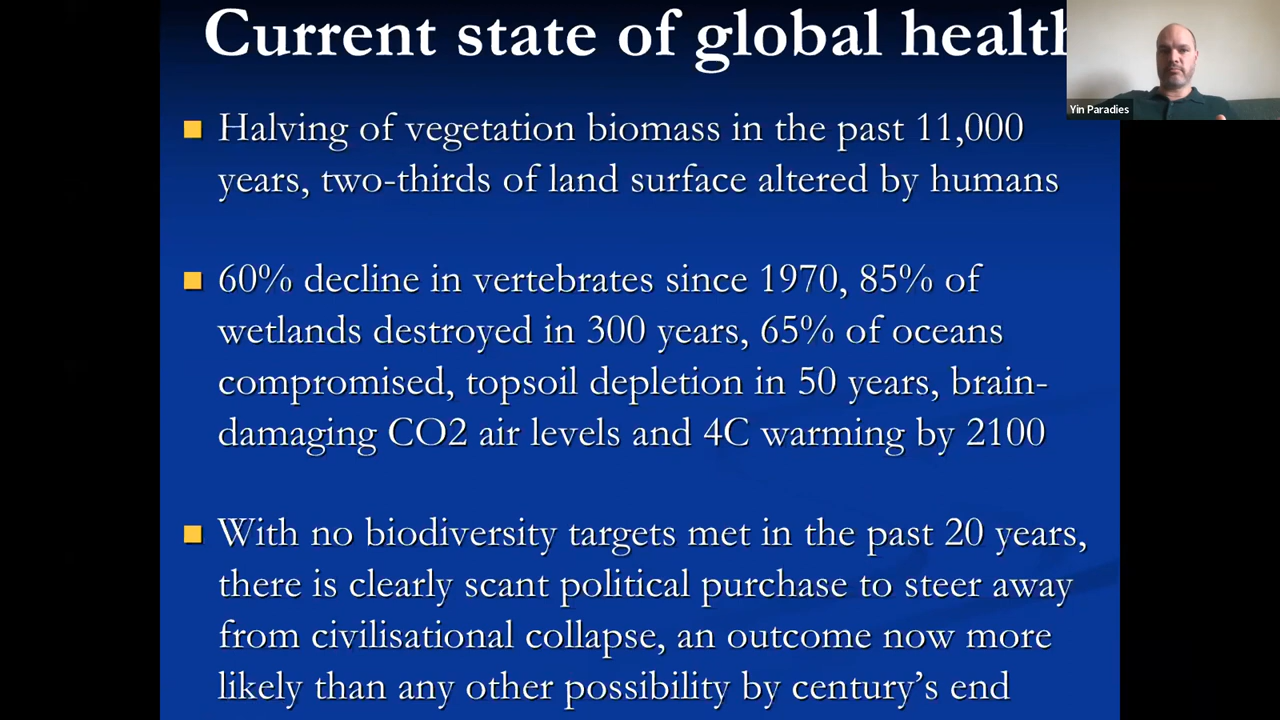 Current state of global health
Yin Paradies
Halving of vegetation biomass in the past 11,000
years, two-thirds of land surface altered by humans
60% decline in vertebrates since 1970, 85% of
wetlands destroyed in 300 years, 65% of oceans
compromised, topsoil depletion in 50 years, brain-
damaging CO2 air levels and 4C warming by 2100
With no biodiversity targets met in the past 20 years,
there is clearly scant political purchase to steer away
from civilisational collapse, an outcome now more
likely than any other possibility by century’s end